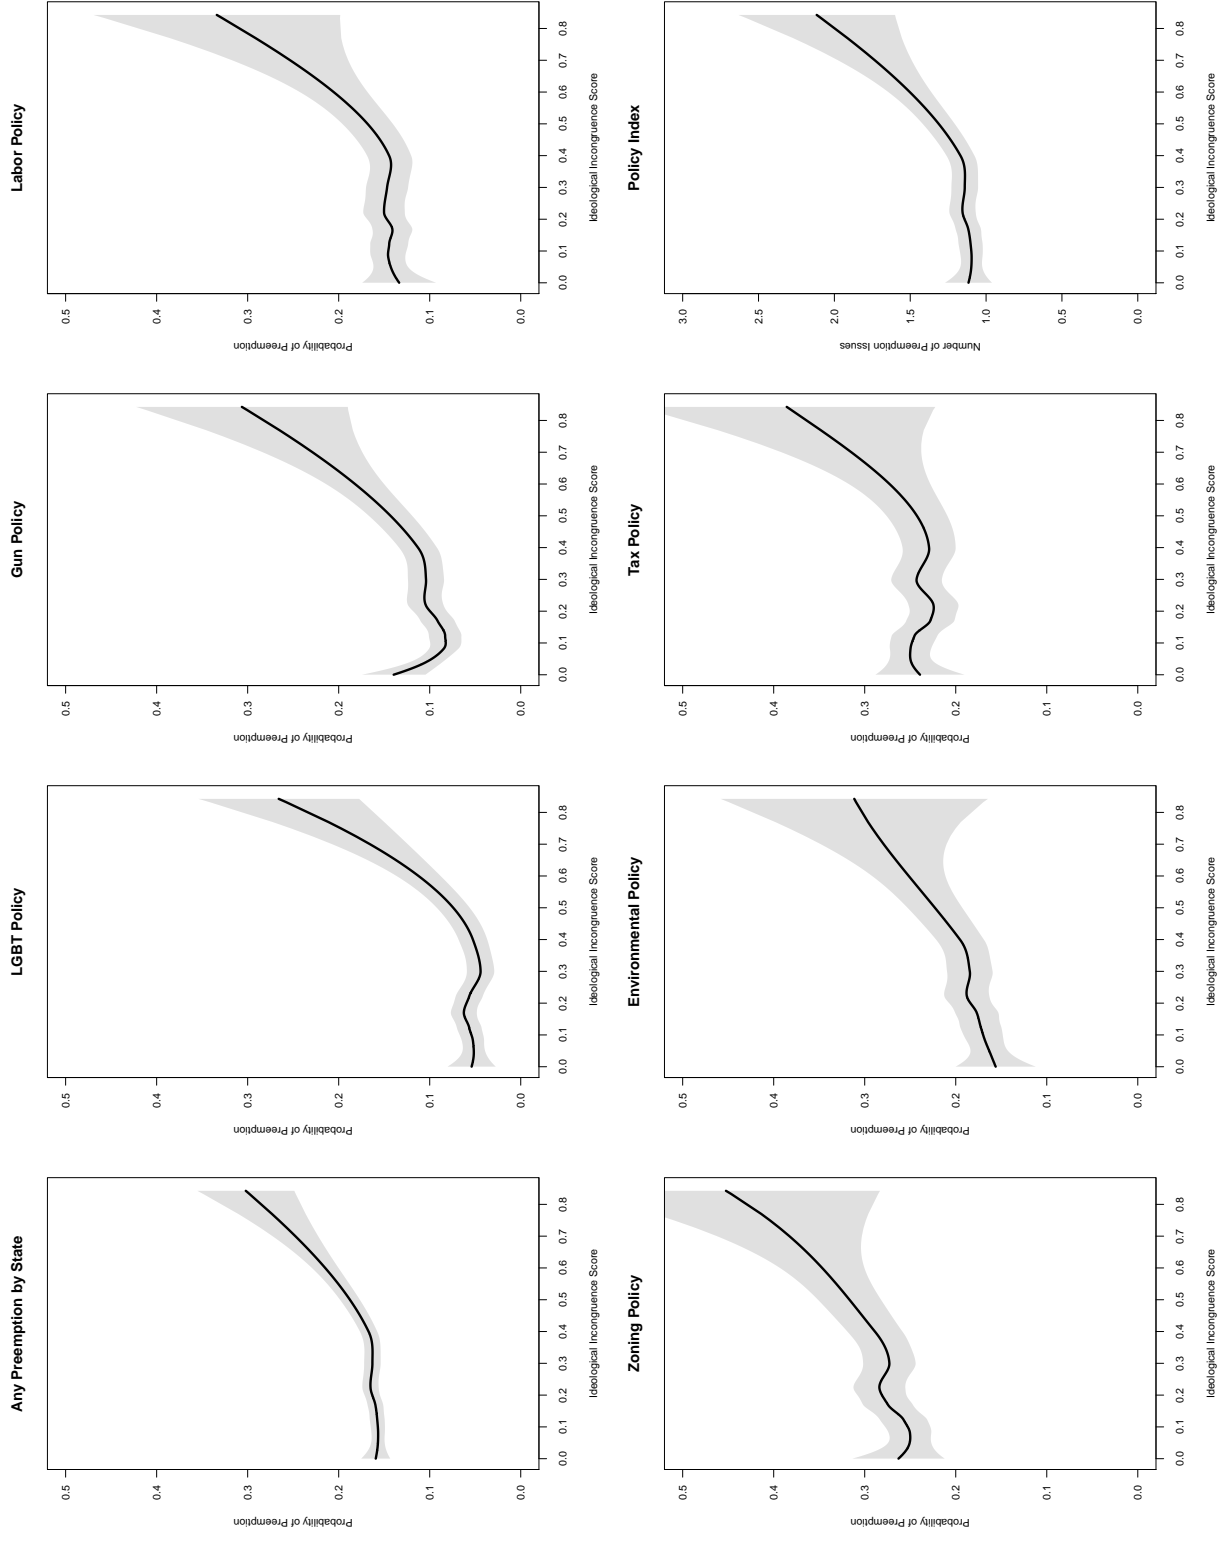 Any Preemption by State
Probability of Preemption
0.5
0.4
0.3
0.2
0.1
0.0
0.0 0.1 0.2 0.3 0.4 0.5 0.6 0.7 0.8
Ideological Incongruence Score
LGBT Policy
Probability of Preemption
0.5
0.4
0.3
0.2
0.1
0.0
0.0 0.1 0.2 0.3 0.4 0.5 0.6 0.7 0.8
Ideological Incongruence Score
Gun Policy
Probability of Preemption
0.5
0.4
0.3
0.2
0.1
0.0
0.0 0.1 0.2 0.3 0.4 0.5 0.6 0.7 0.8
Ideological Incongruence Score
Labor Policy
Probability of Preemption
0.5
0.4
0.3
0.2
0.1
0.0
0.0 0.1 0.2 0.3 0.4 0.5 0.6 0.7 0.8
Ideological Incongruence Score
Zoning Policy
Probability of Preemption
0.5
0.4
0.3
0.2
0.1
0.0
0.0 0.1 0.2 0.3 0.4 0.5 0.6 0.7 0.8
Ideological Incongruence Score
Environmental Policy
Probability of Preemption
0.5
0.4
0.3
0.2
0.1
0.0
0.0 0.1 0.2 0.3 0.4 0.5 0.6 0.7 0.8
Ideological Incongruence Score
Tax Policy
Probability of Preemption
0.5
0.4
0.3
0.2
0.1
0.0
0.0 0.1 0.2 0.3 0.4 0.5 0.6 0.7 0.8
Ideological Incongruence Score
Policy Index
Number of Preemption Issues
3.0
2.5
2.0
1.5
1.0
0.5
0.0
0.0 0.1 0.2 0.3 0.4 0.5 0.6 0.7 0.8
Ideological Incongruence Score